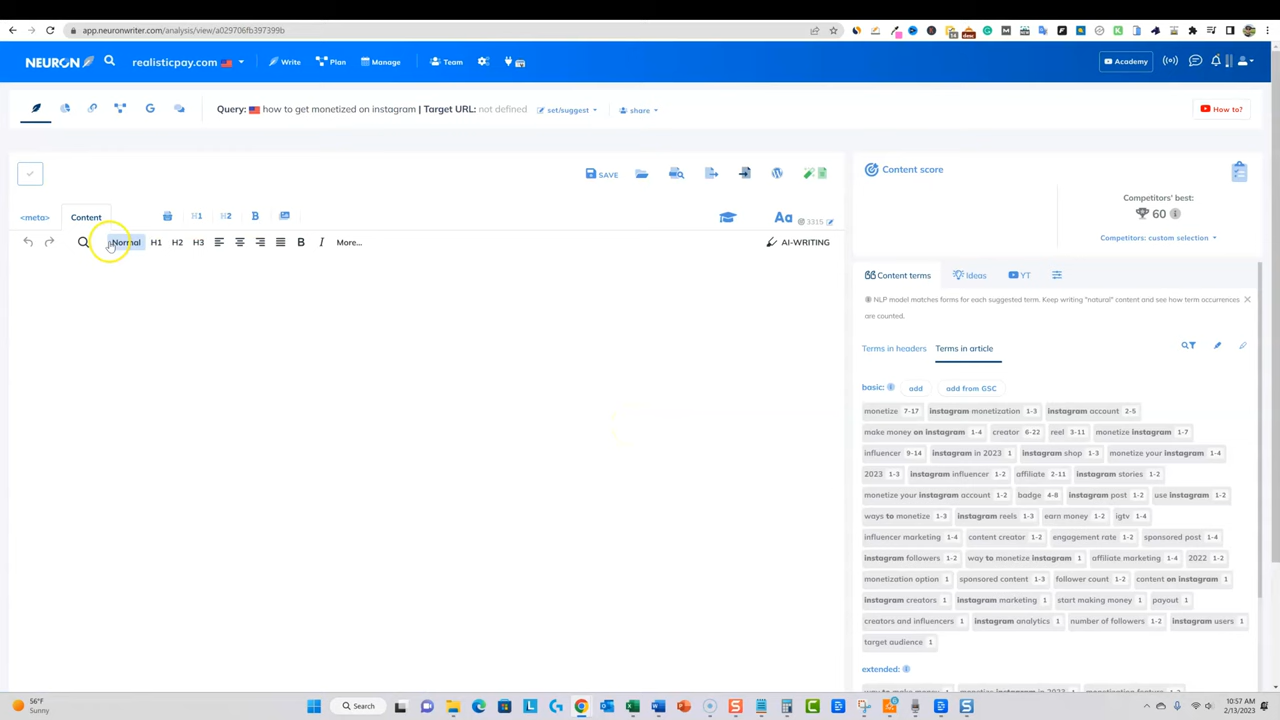 app.neuronwriter.com/analysis/view/a029706fb397399b
NEURON
realisticpay.com
Write
Plan
Manage
Team
Academy
Query: how to get monetized on instagram | Target URL: not defined
set/suggest
share
How to?
SAVE
Content score
Competitors' best:
60
Competitors: custom selection
<meta>
Content
H1
H2
B
Aa
3315
Normal
H1
H2
H3
B
I
More...
AI-WRITING
Content terms
Ideas
YT
NLP model matches forms for each suggested term. Keep writing "natural" content and see how term occurrences
are counted.
Terms in headers
Terms in article
basic:
add
add from GSC
monetize 7-17
instagram monetization 1-3
instagram account 2-5
make money on instagram 1-4
creator 6-22
reel 3-11
monetize instagram 1-7
influencer 9-14
instagram in 2023 1
instagram shop 1-3
monetize your instagram 1-4
2023 1-3
instagram influencer 1-2
affiliate 2-11
instagram stories 1-2
monetize your instagram account 1-2
badge 4-8
instagram post 1-2
use instagram 1-2
ways to monetize 1-3
instagram reels 1-3
earn money 1-2
igtv 1-4
influencer marketing 1-4
content creator 1-2
engagement rate 1-2
sponsored post 1-4
instagram followers 1-2
way to monetize instagram 1
affiliate marketing 1-4
2022 1-2
monetization option 1
sponsored content 1-3
follower count 1-2
content on instagram 1
instagram creators 1
instagram marketing 1
start making money 1
payout 1
creators and influencers 1
instagram analytics 1
number of followers 1-2
instagram users 1
target audience 1
extended:
56°F
Sunny
Search
10:57 AM
2/13/2023